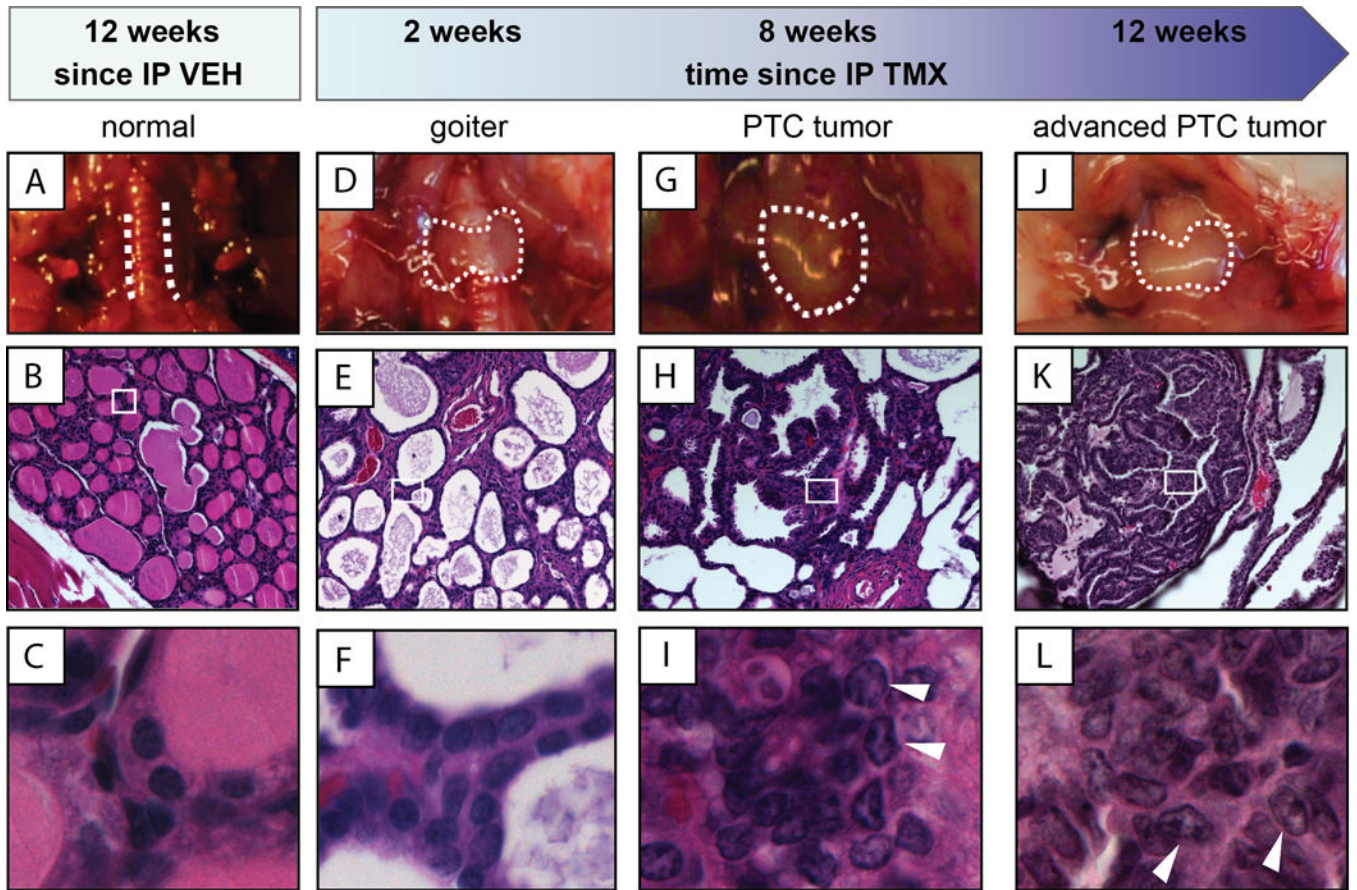 12 weeks
since IP VEH
2 weeks
8 weeks
12 weeks
time since IP TMX
normal
goiter
PTC tumor
advanced PTC tumor
A
D
G
J
B
E
H
K
C
F
I
L